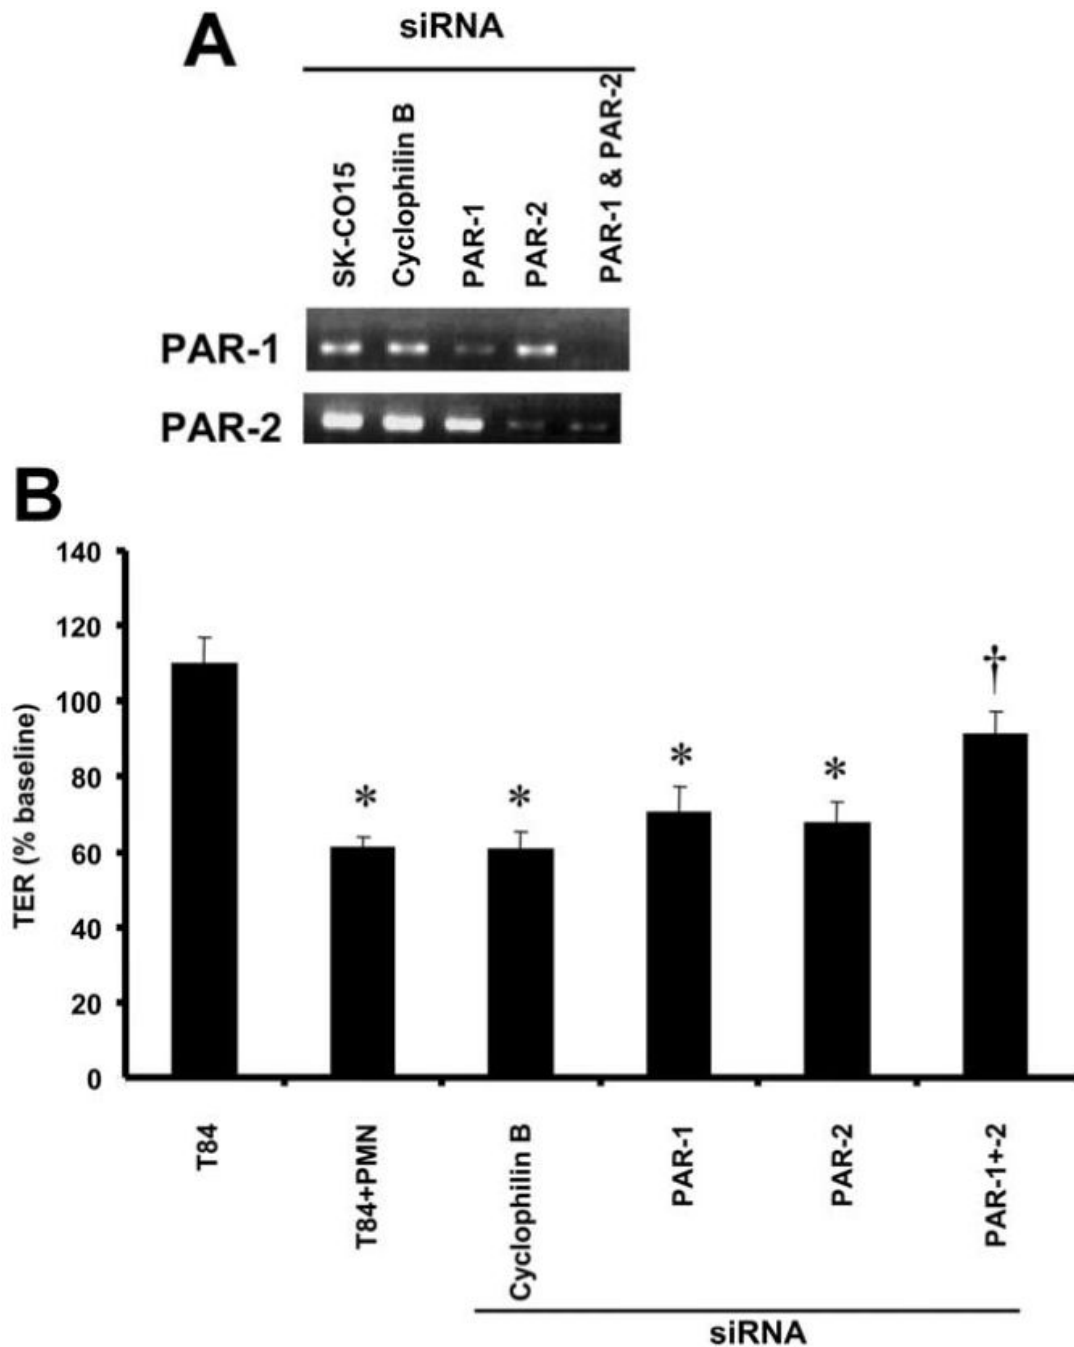 A
siRNA
SK-CO15
Cyclophilin B
PAR-1
PAR-2
PAR-1 & PAR-2
PAR-1
PAR-2
B
140
120
100
80
60
40
20
0
TER (% baseline)
*
*
*
*
†
T84
T84+PMN
Cyclophilin B
PAR-1
PAR-2
PAR-1+-2
siRNA